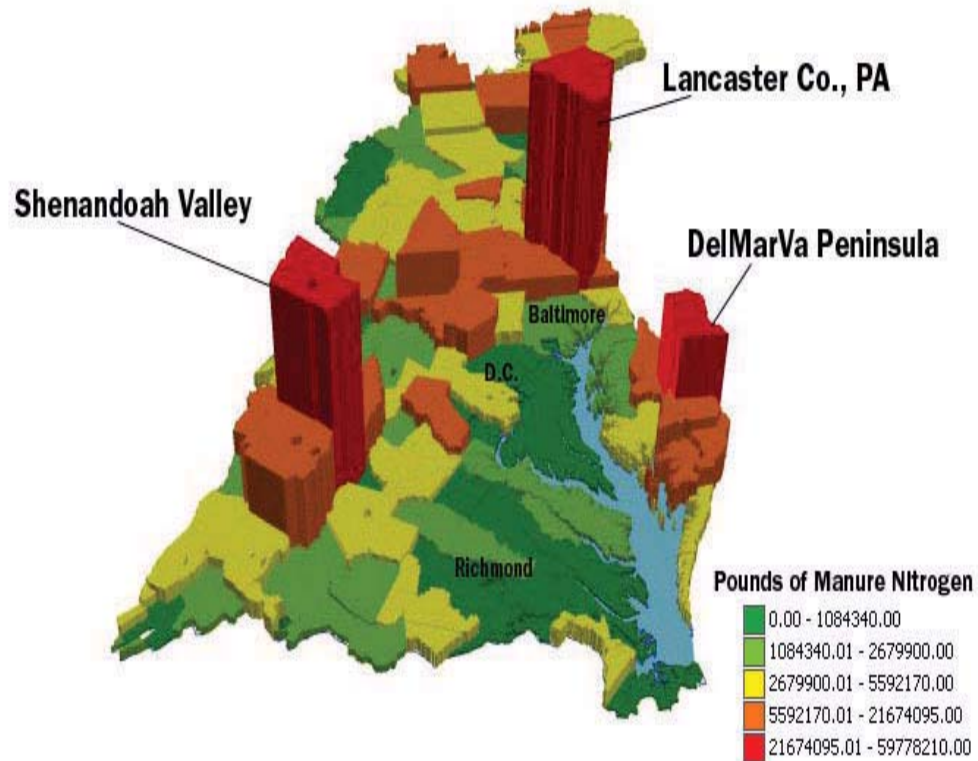 Lancaster Co., PA
Shenandoah Valley
DelMarVa Peninsula
Baltimore
D.C.
Richmond
Pounds of Manure NItrogen
0.00 - 1084340.00
1084340.01 - 2679900.00
2679900.01 - 5592170.00
5592170.01 - 21674095.00
21674095.01 - 59778210.00